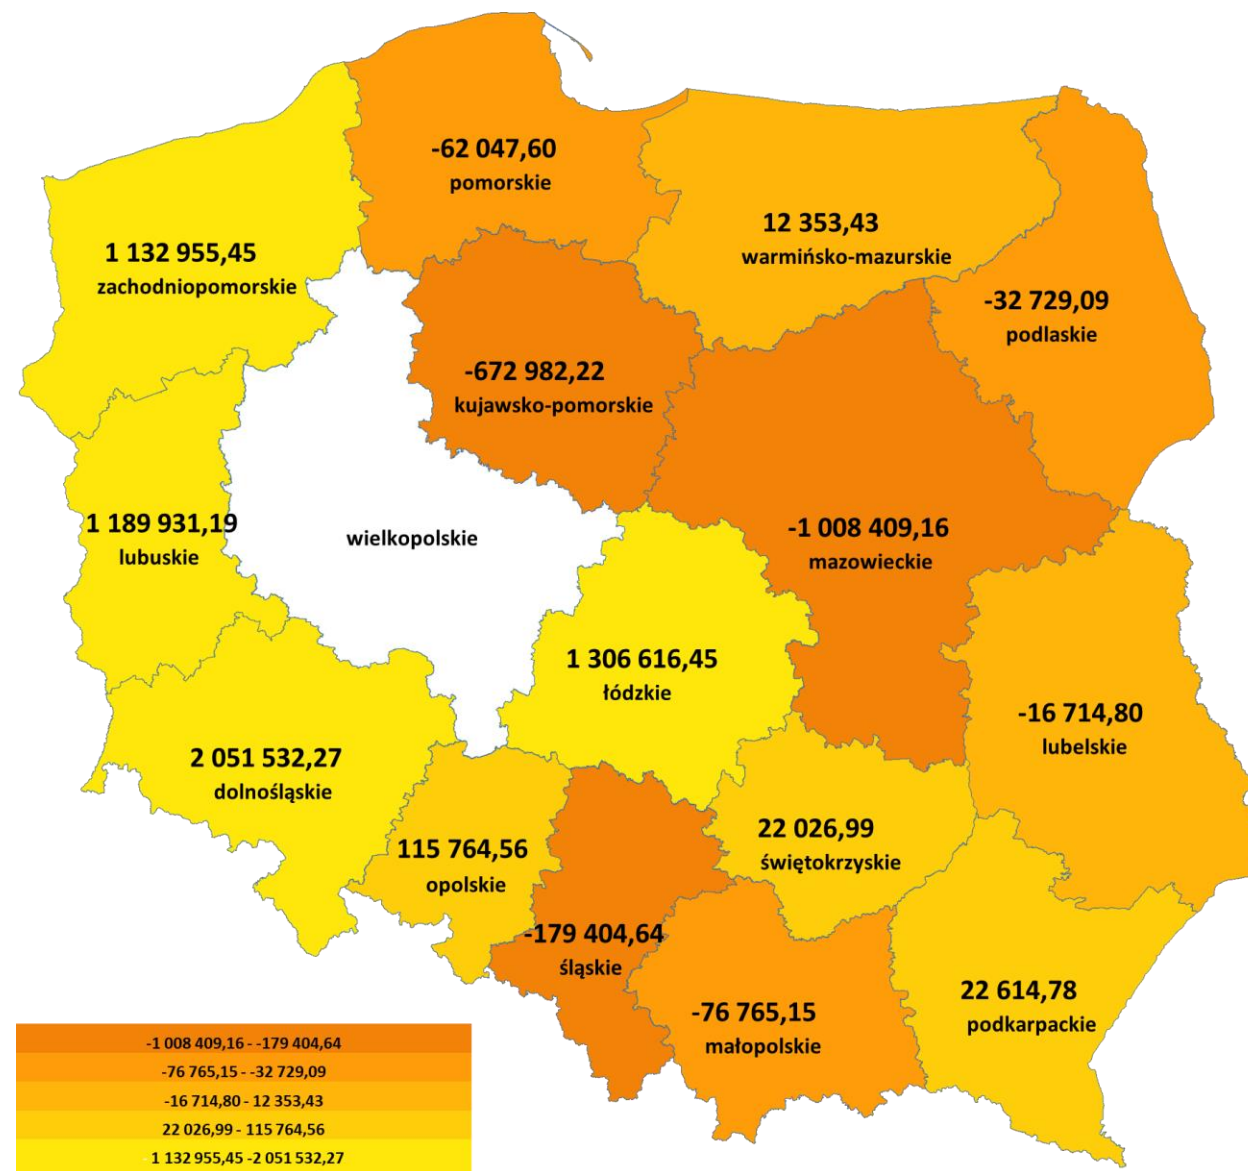 -62 047,60
pomorskie
12 353,43
warmińsko-mazurskie
1 132 955,45
zachodniopomorskie
-32 729,09
podlaskie
-672 982,22
kujawsko-pomorskie
1 189 931,19
lubuskie
wielkopolskie
-1 008 409,16
mazowieckie
1 306 616,45
łódzkie
-16 714,80
lubelskie
2 051 532,27
dolnośląskie
115 764,56
opolskie
22 026,99
świętokrzyskie
-179 404,64
śląskie
-76 765,15
małopolskie
22 614,78
podkarpackie
-1 008 409,16 - -179 404,64
-76 765,15 - -32 729,09
-16 714,80 - 12 353,43
22 026,99 - 115 764,56
1 132 955,45 -2 051 532,27